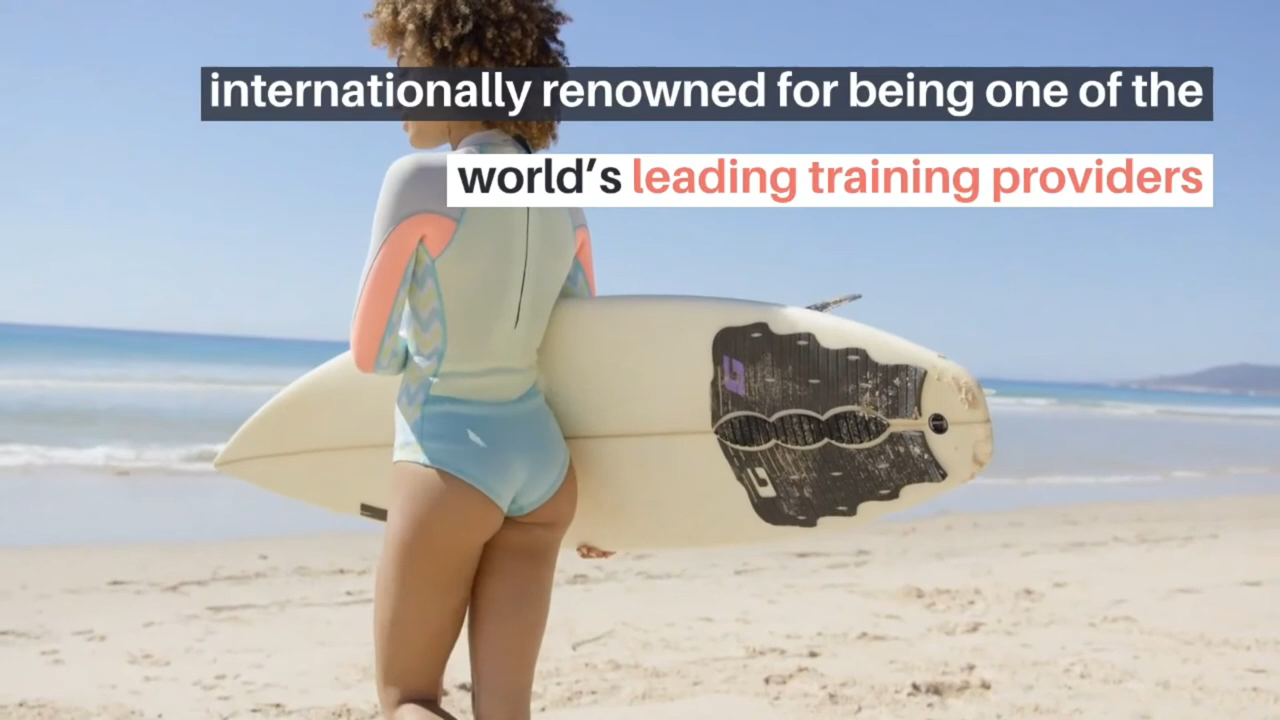 internationally renowned for being one of the
world’s leading training providers